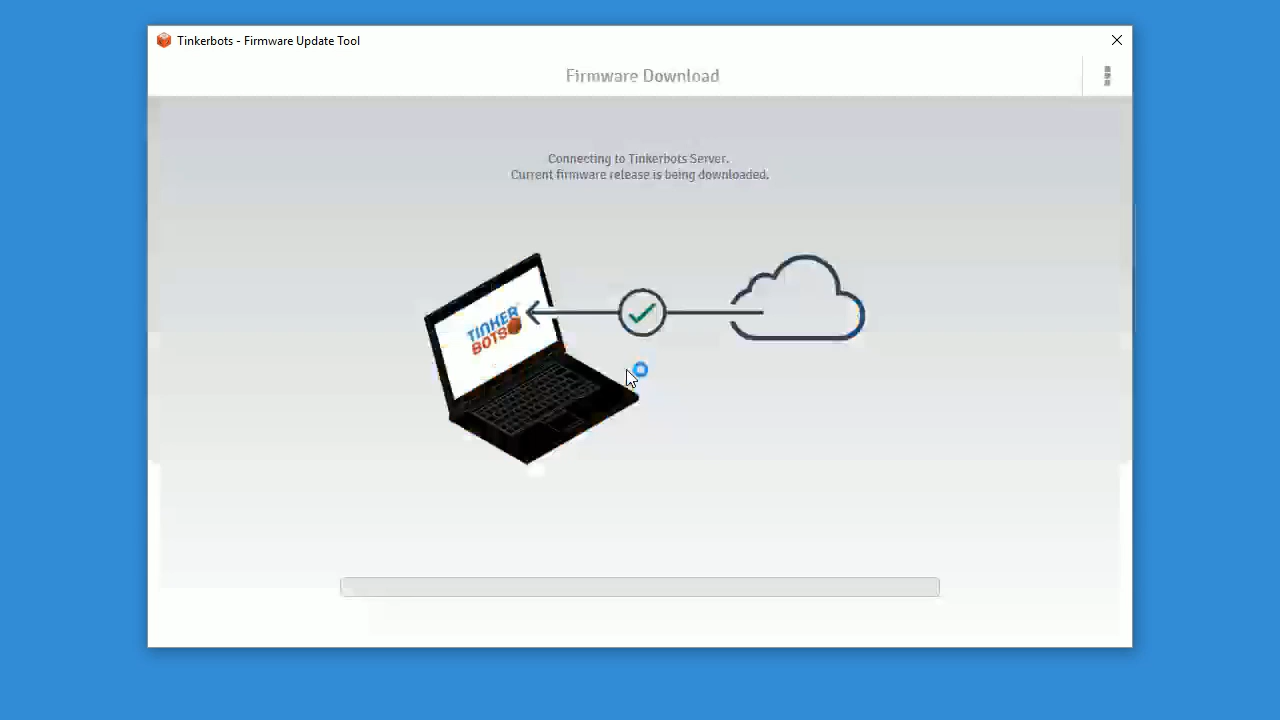 Tinkerbots - Firmware Update Tool
Firmware Download
Connecting to Tinkerbots Server.
Current firmware release is being downloaded.
TINKER
BOTS